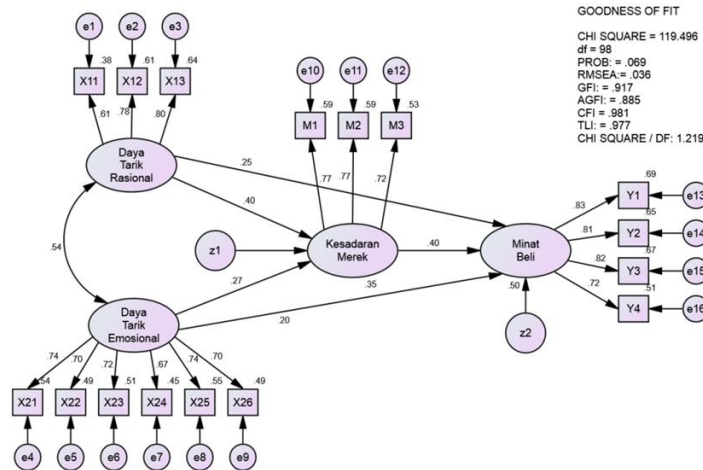 GOODNESS OF FIT
CHI SQUARE = 119.496
df = 98
PROB: = .069
RMSEA:= .036
GFI: = .917
AGFI: = .885
CFI = .981
TLI: = .977
CHI SQUARE / DF: 1.219
e1 e2 e3
.38 .61 .64
X11 X12 X13
.61 .78 .80
Daya
Tarik
Rasional
e10 e11 e12
.59 .59 .53
M1 M2 M3
.77 .77 .72
.25
.40
.54
z1
Kesadaran
Merek
.40
.35
.27
.20
Minat
Beli
.50
z2
.69
.83 Y1 e13
.65
.81 Y2 e14
.67
.82 Y3 e15
.51
.72 Y4 e16
Daya
Tarik
Emosional
.74 .70 .72 .67 .74 .70
.54 .49 .51 .45 .55 .49
X21 X22 X23 X24 X25 X26
e4 e5 e6 e7 e8 e9